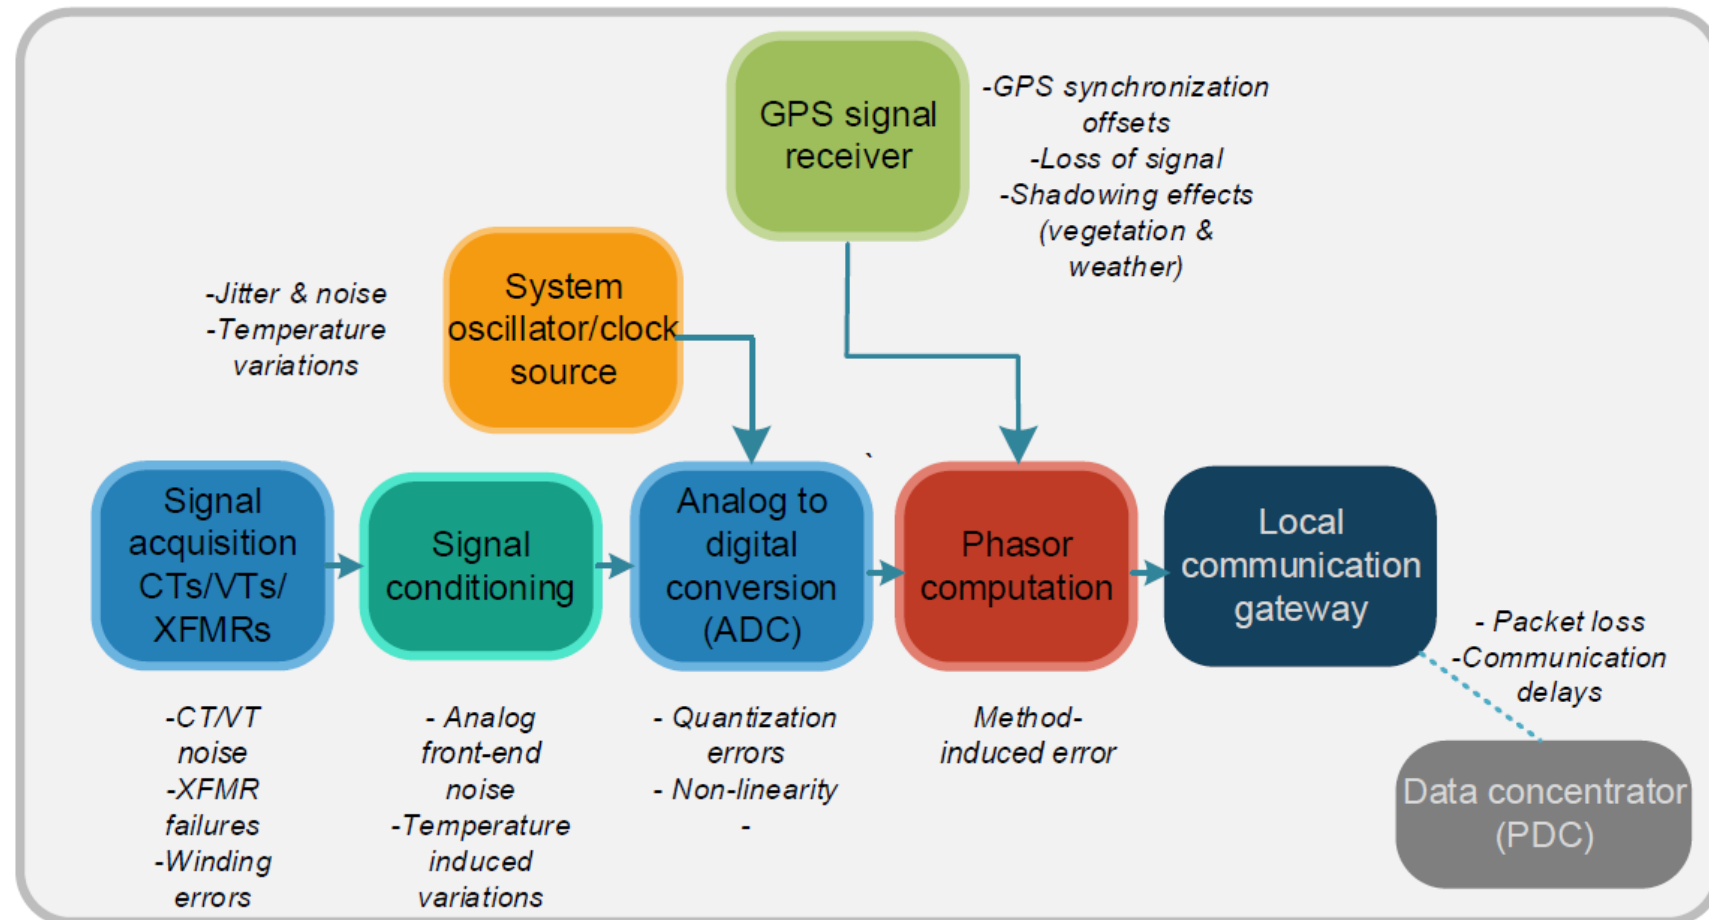 GPS signal
receiver
-GPS synchronization
offsets
-Loss of signal
-Shadowing effects
(vegetation &
weather)
-Jitter & noise
-Temperature
variations
System
oscillator/clock
source
`
Signal
acquisition
CTs/VTs/
XFMRs
Signal
conditioning
Analog to
digital
conversion
(ADC)
Phasor
computation
Local
communication
gateway
- Packet loss
-Communication
delays
Data concentrator
(PDC)
-CT/VT
noise
-XFMR
failures
-Winding
errors
- Analog
front-end
noise
-Temperature
induced
variations
- Quantization
errors
- Non-linearity
-
Method-
induced error